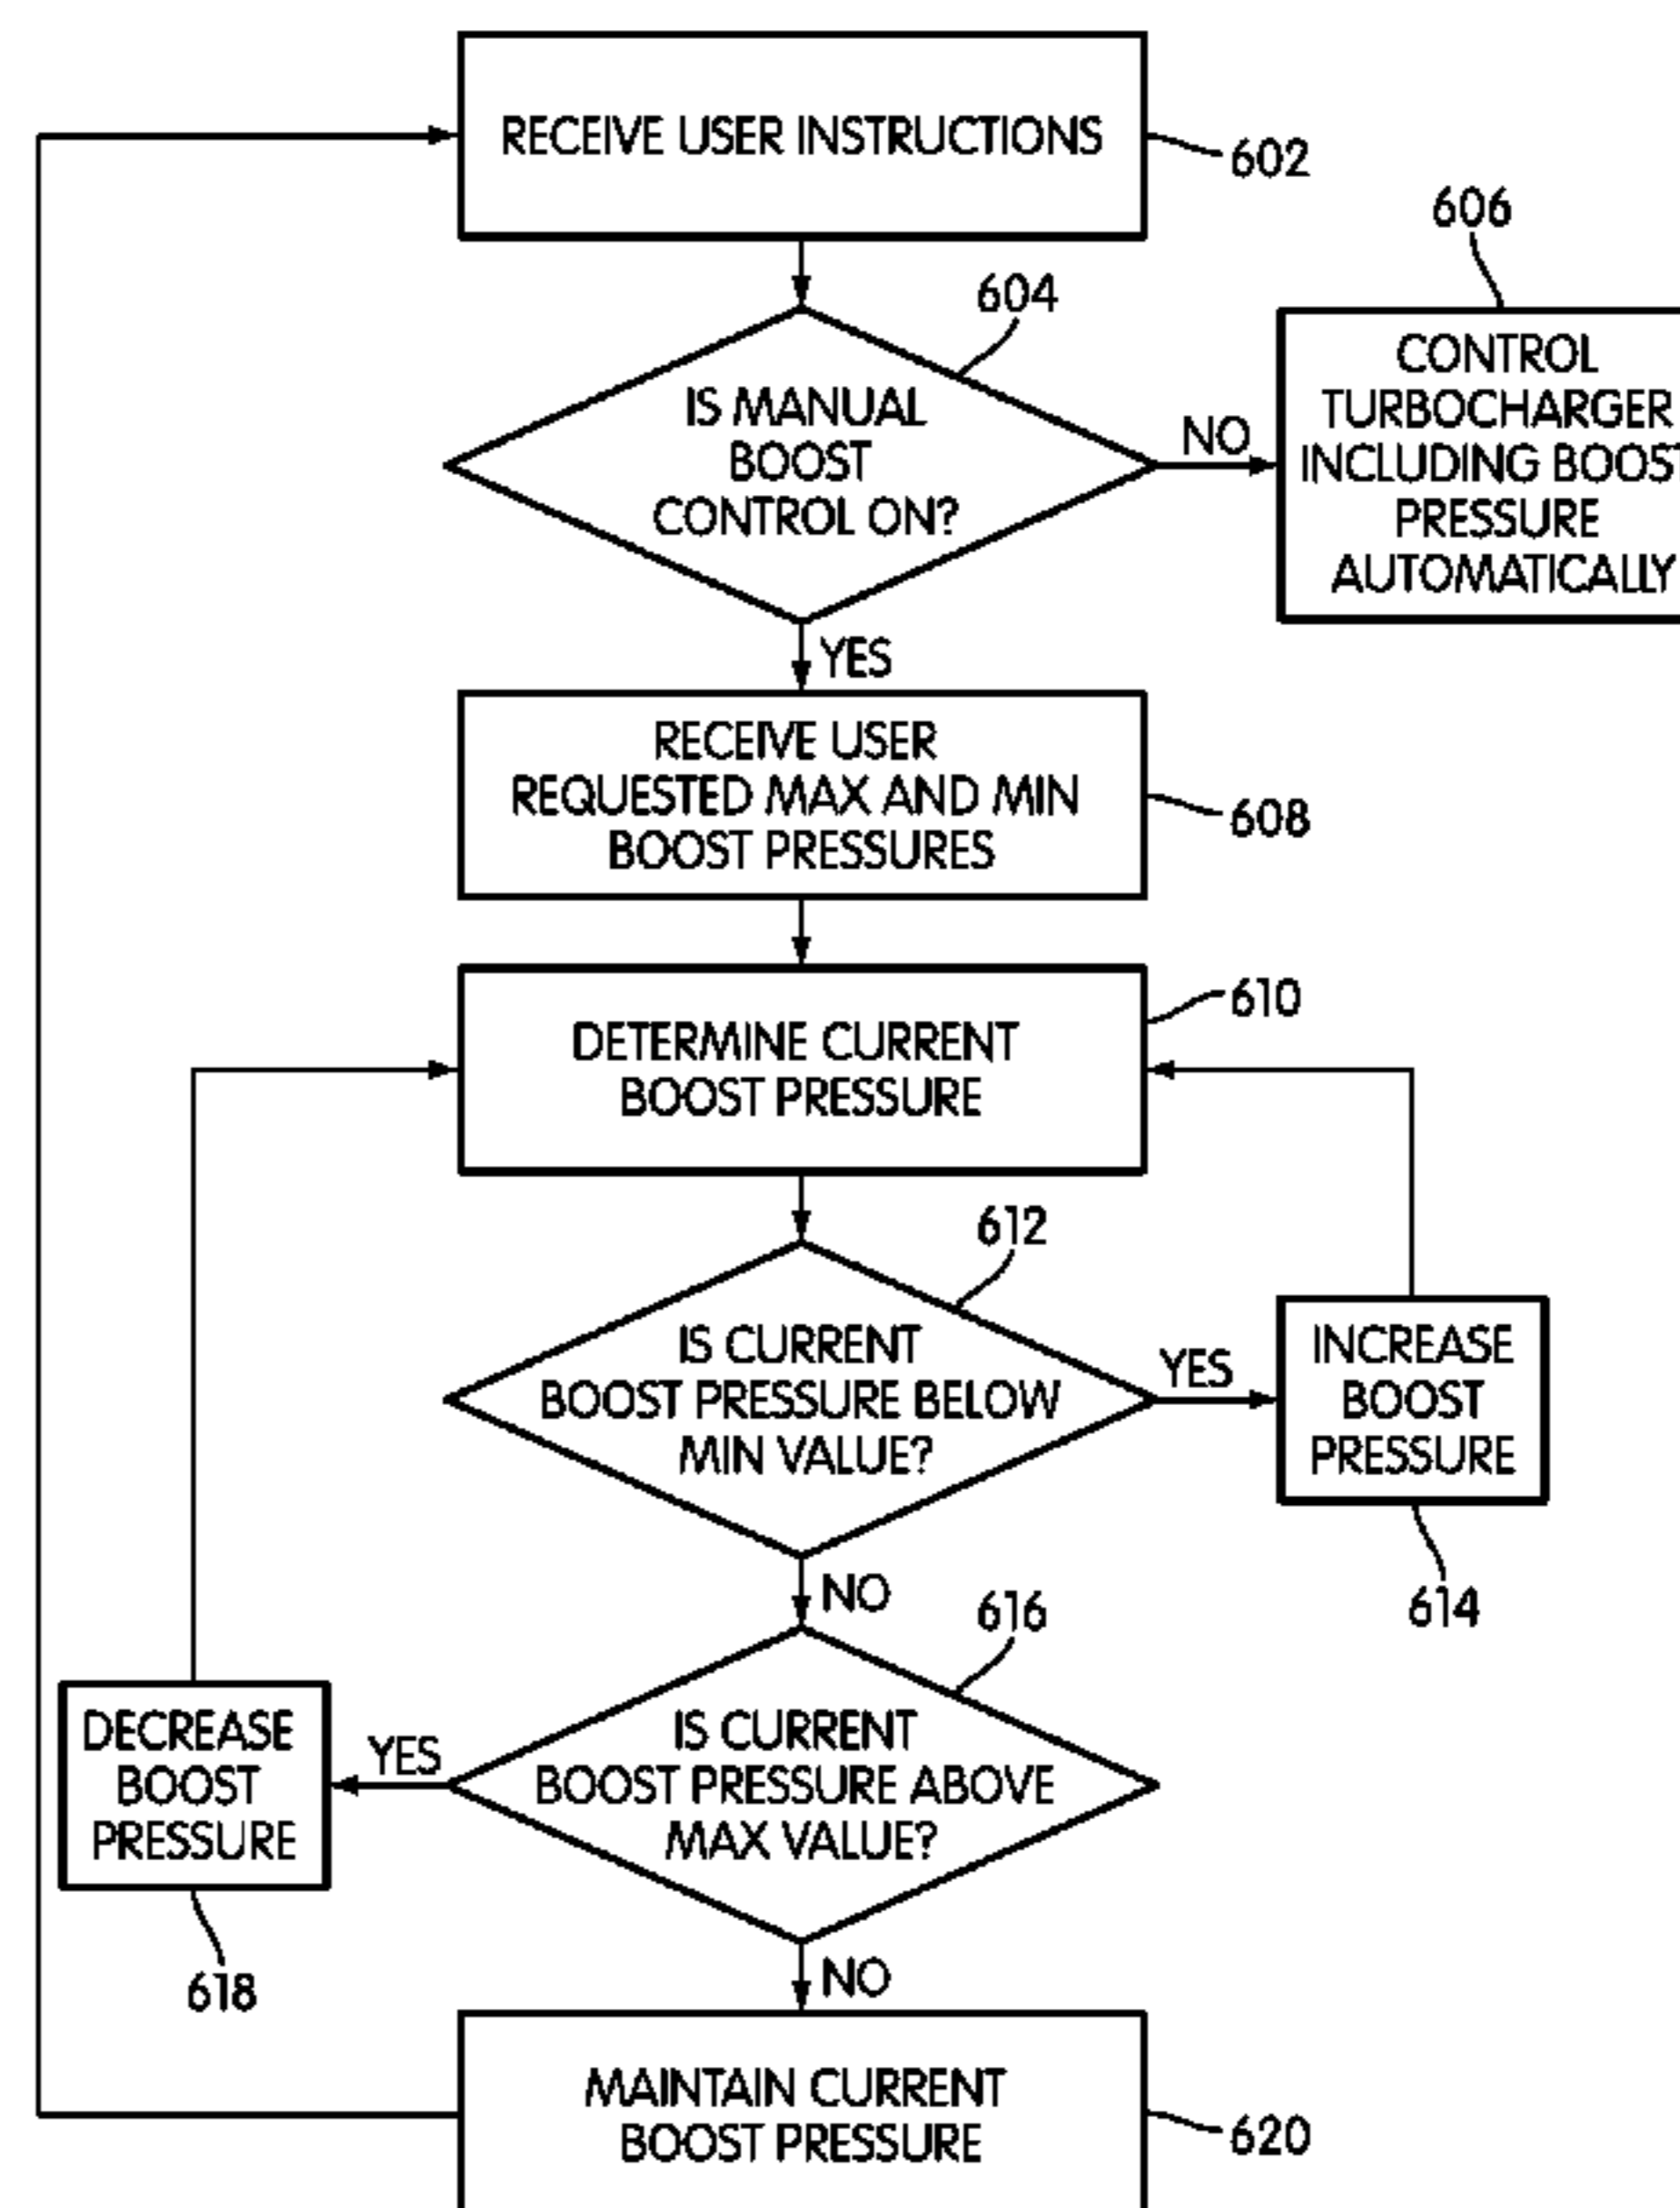 RECEIVE USER INSTRUCTIONS
602
604
606
IS MANUAL
BOOST
CONTROL ON?
NO
CONTROL
TURBOCHARGER
INCLUDING BOOST
PRESSURE
AUTOMATICALLY
YES
RECEIVE USER
REQUESTED MAX AND MIN
BOOST PRESSURES
608
DETERMINE CURRENT
BOOST PRESSURE
610
612
IS CURRENT
BOOST PRESSURE BELOW
MIN VALUE?
YES
INCREASE
BOOST
PRESSURE
614
NO
616
IS CURRENT
BOOST PRESSURE ABOVE
MAX VALUE?
YES
DECREASE
BOOST
PRESSURE
618
NO
MAINTAIN CURRENT
BOOST PRESSURE
620